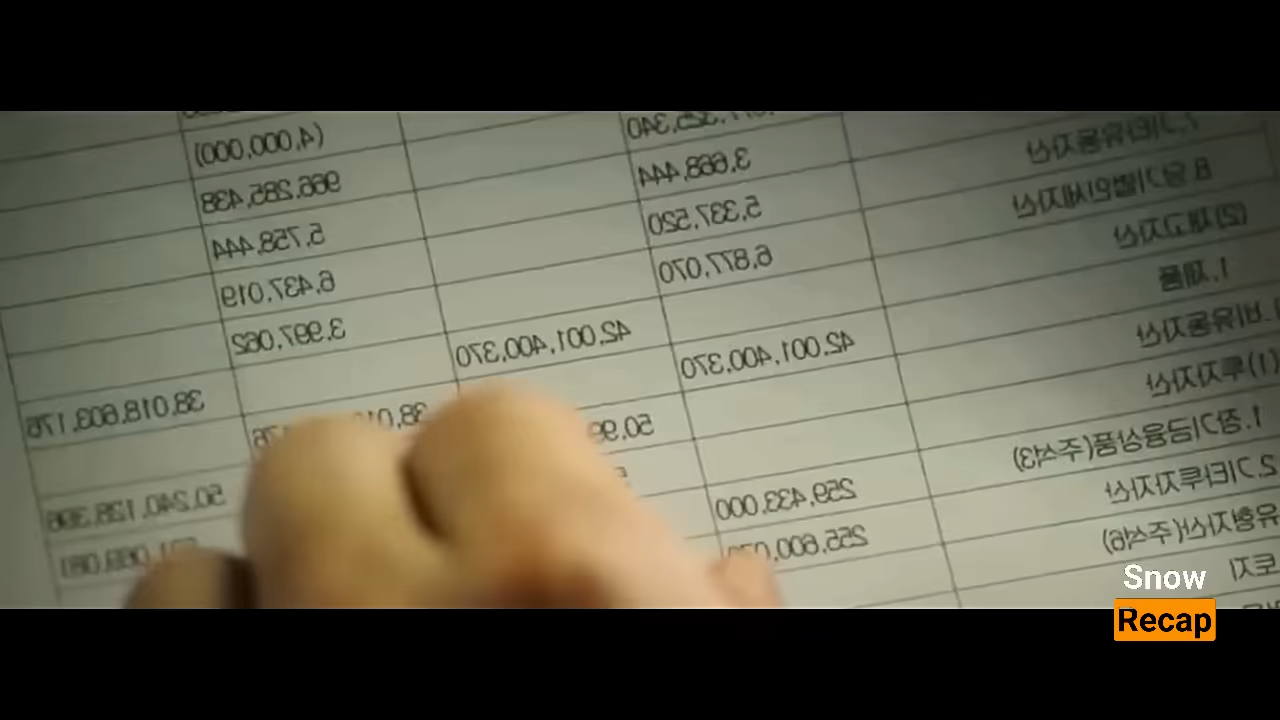 (4,000,000)
966,285,438
3,668,444 5,758,444
7.기타유동자산 5,337,520 6,437,019
8.당기법인세자산 6,877,070 3,997,062
(2)재고자산 42,001,400,370 38,018,603,176
1.제품 42,001,400,370
비유동자산 50,240,128,396
(1)투자자산
1.장기금융상품(주석3) 259,433,000
2.기타투자자산
유형자산(주석6)
토지
Snow
Recap